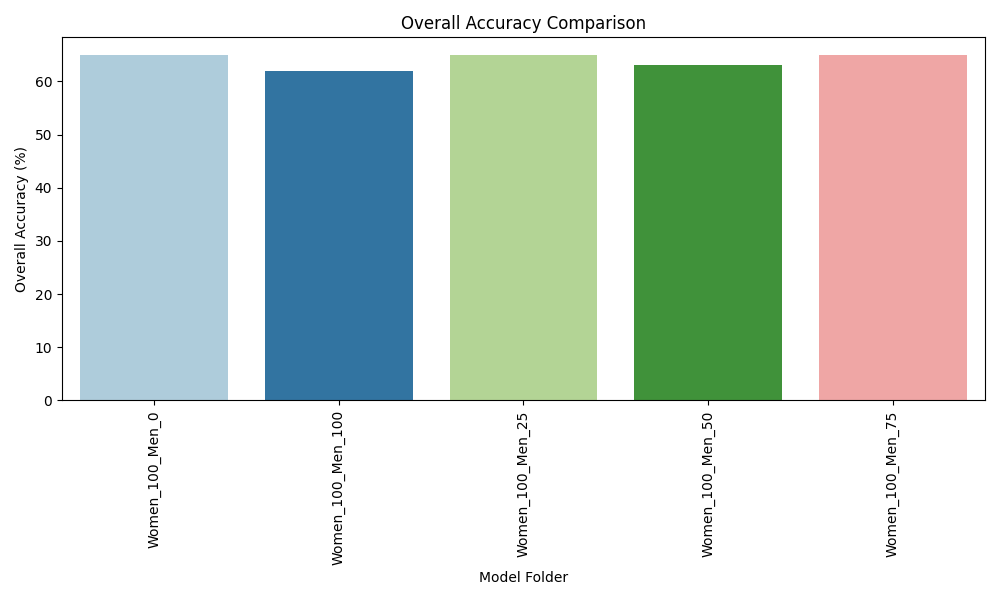 Overall Accuracy Comparison
Overall Accuracy (%)
60
50
40
30
20
10
0
Women_100_Men_0
Women_100_Men_100
Women_100_Men_25
Women_100_Men_50
Women_100_Men_75
Model Folder